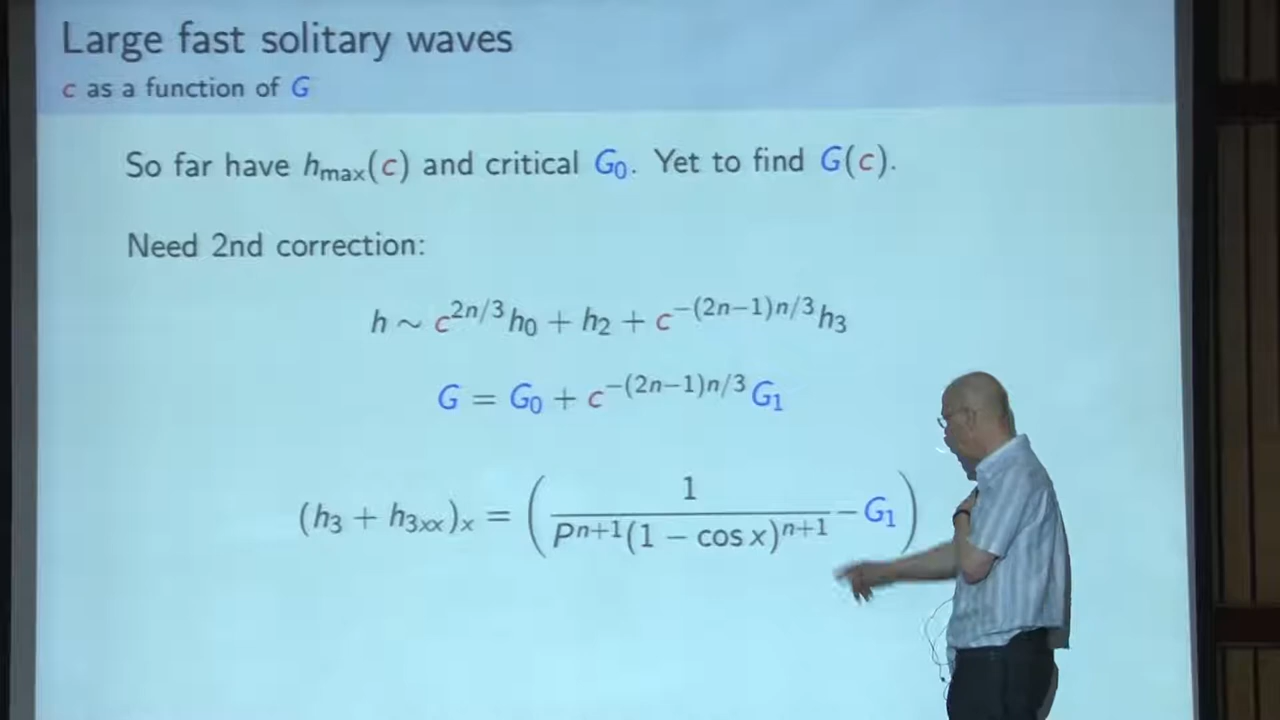 Large fast solitary waves
c as a function of G
So far have h_max(c) and critical G_0. Yet to find G(c).
Need 2nd correction:
h ∼ c^{2n/3} h_0 + h_2 + c^{-(2n-1)n/3} h_3
G = G_0 + c^{-(2n-1)n/3} G_1
(h_3 + h_{3xx})_x = ( 1 / (P^{n+1}(1 − cos x)^{n+1}) − G_1 )